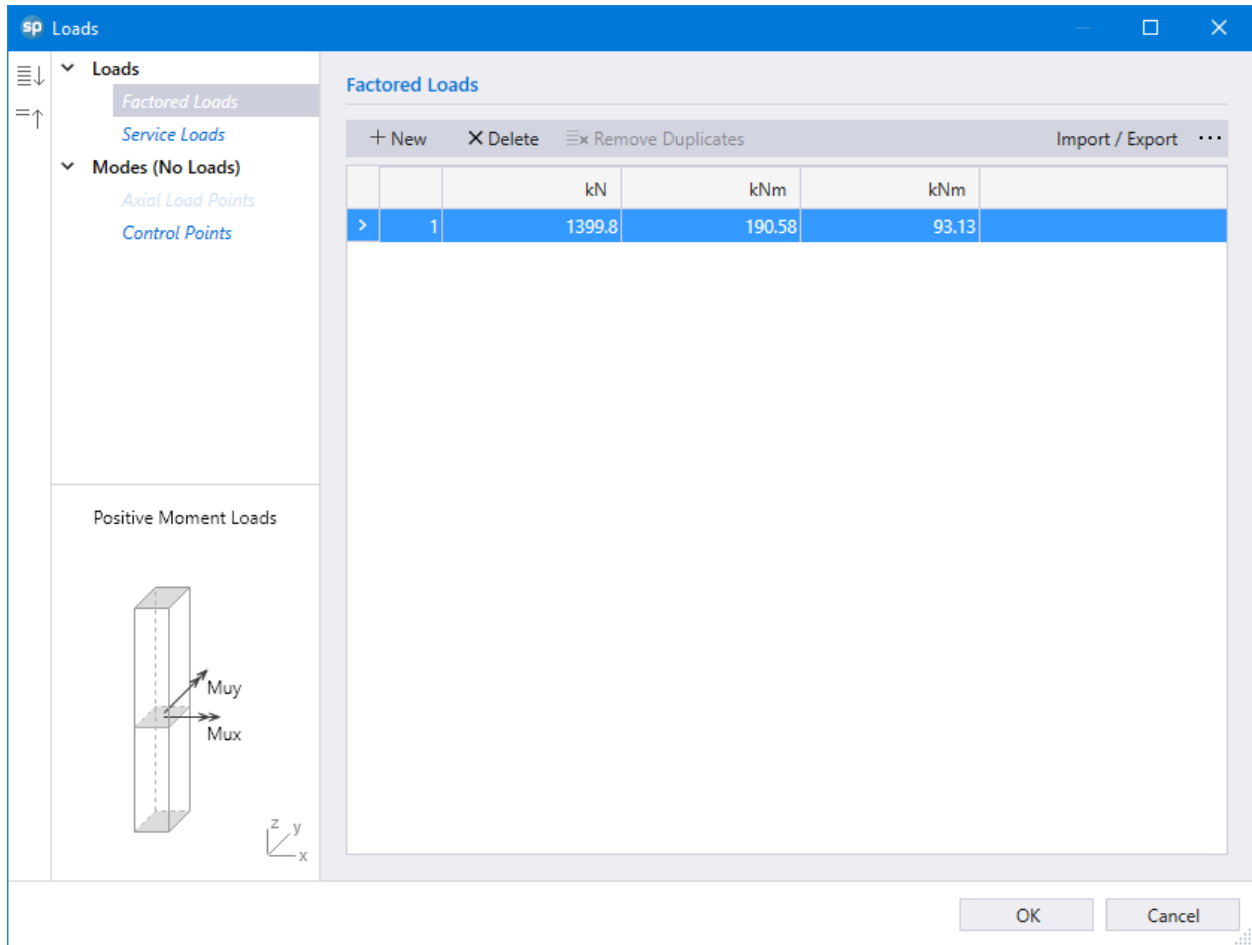 sp Loads
Loads
Factored Loads
Service Loads
Modes (No Loads)
Axial Load Points
Control Points
Positive Moment Loads
Muy
Mux
z y
x
Factored Loads
+ New X Delete Remove Duplicates Import / Export ...
kN kNm kNm
1 1399.8 190.58 93.13
OK Cancel